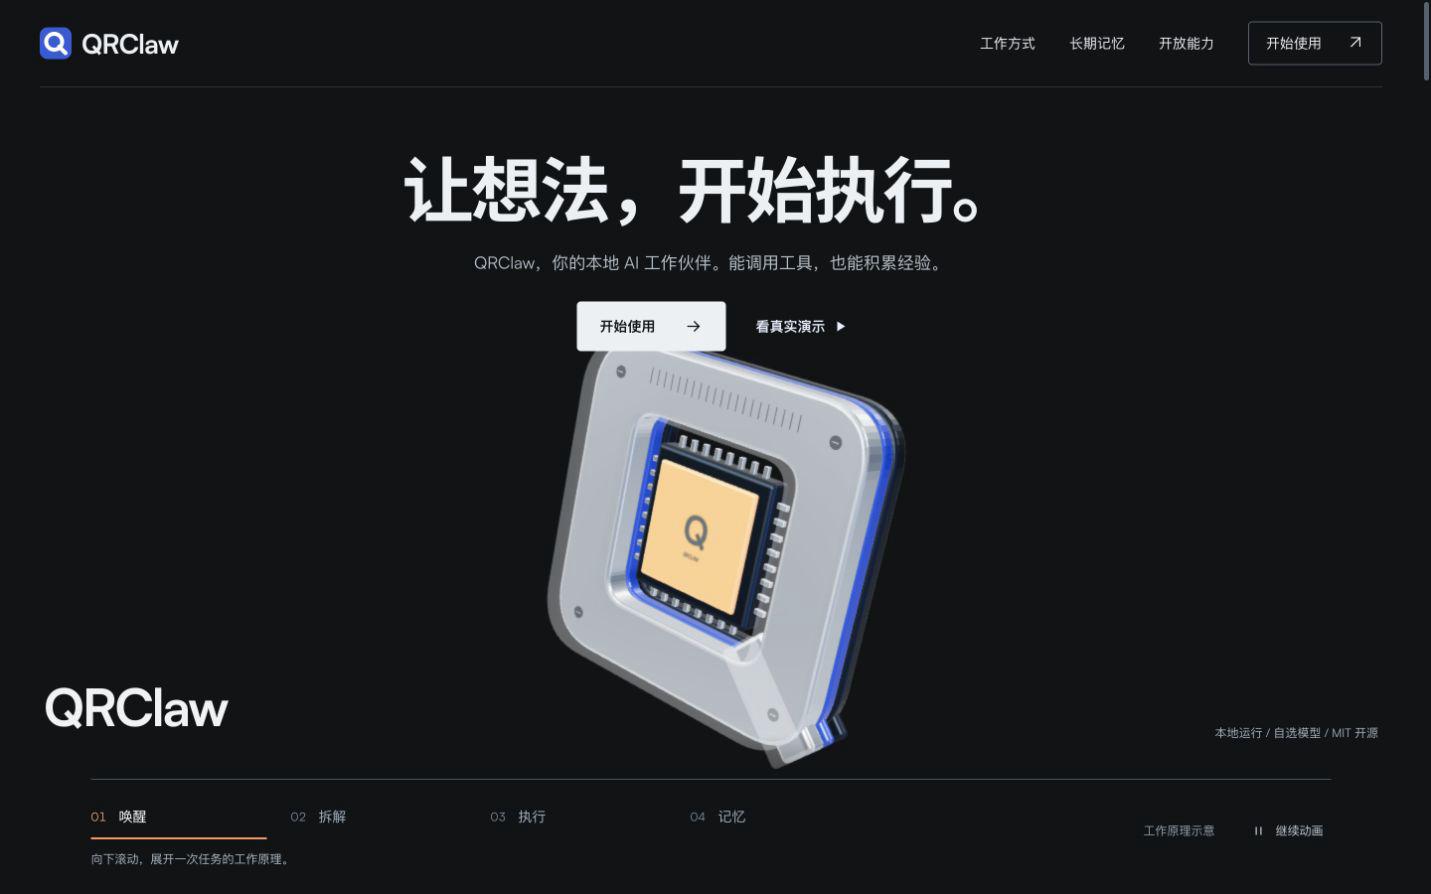 QRClaw
工作方式 长期记忆 开放能力 开始使用
让想法，开始执行。
QRClaw，你的本地 AI 工作伙伴。能调用工具，也能积累经验。
开始使用 看真实演示
Q
QRClaw
QRClaw
本地运行 / 自选模型 / MIT 开源
01 唤醒 02 拆解 03 执行 04 记忆
工作原理示意 继续动画
向下滚动，展开一次任务的工作原理。